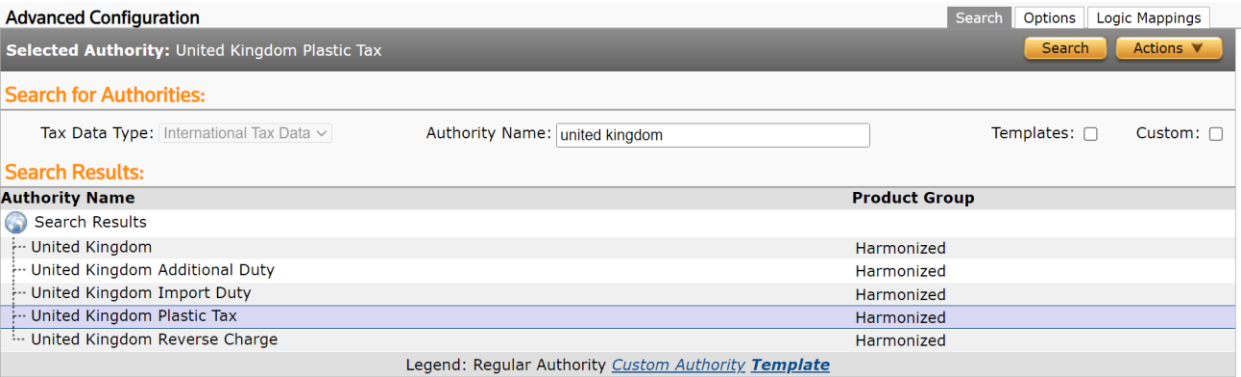 Advanced Configuration Search Options Logic Mappings
Selected Authority: United Kingdom Plastic Tax Search Actions ▼
Search for Authorities:
Tax Data Type: International Tax Data Authority Name: united kingdom Templates: Custom:
Search Results:
Authority Name Product Group
Search Results
United Kingdom Harmonized
United Kingdom Additional Duty Harmonized
United Kingdom Import Duty Harmonized
United Kingdom Plastic Tax Harmonized
United Kingdom Reverse Charge Harmonized
Legend: Regular Authority Custom Authority Template